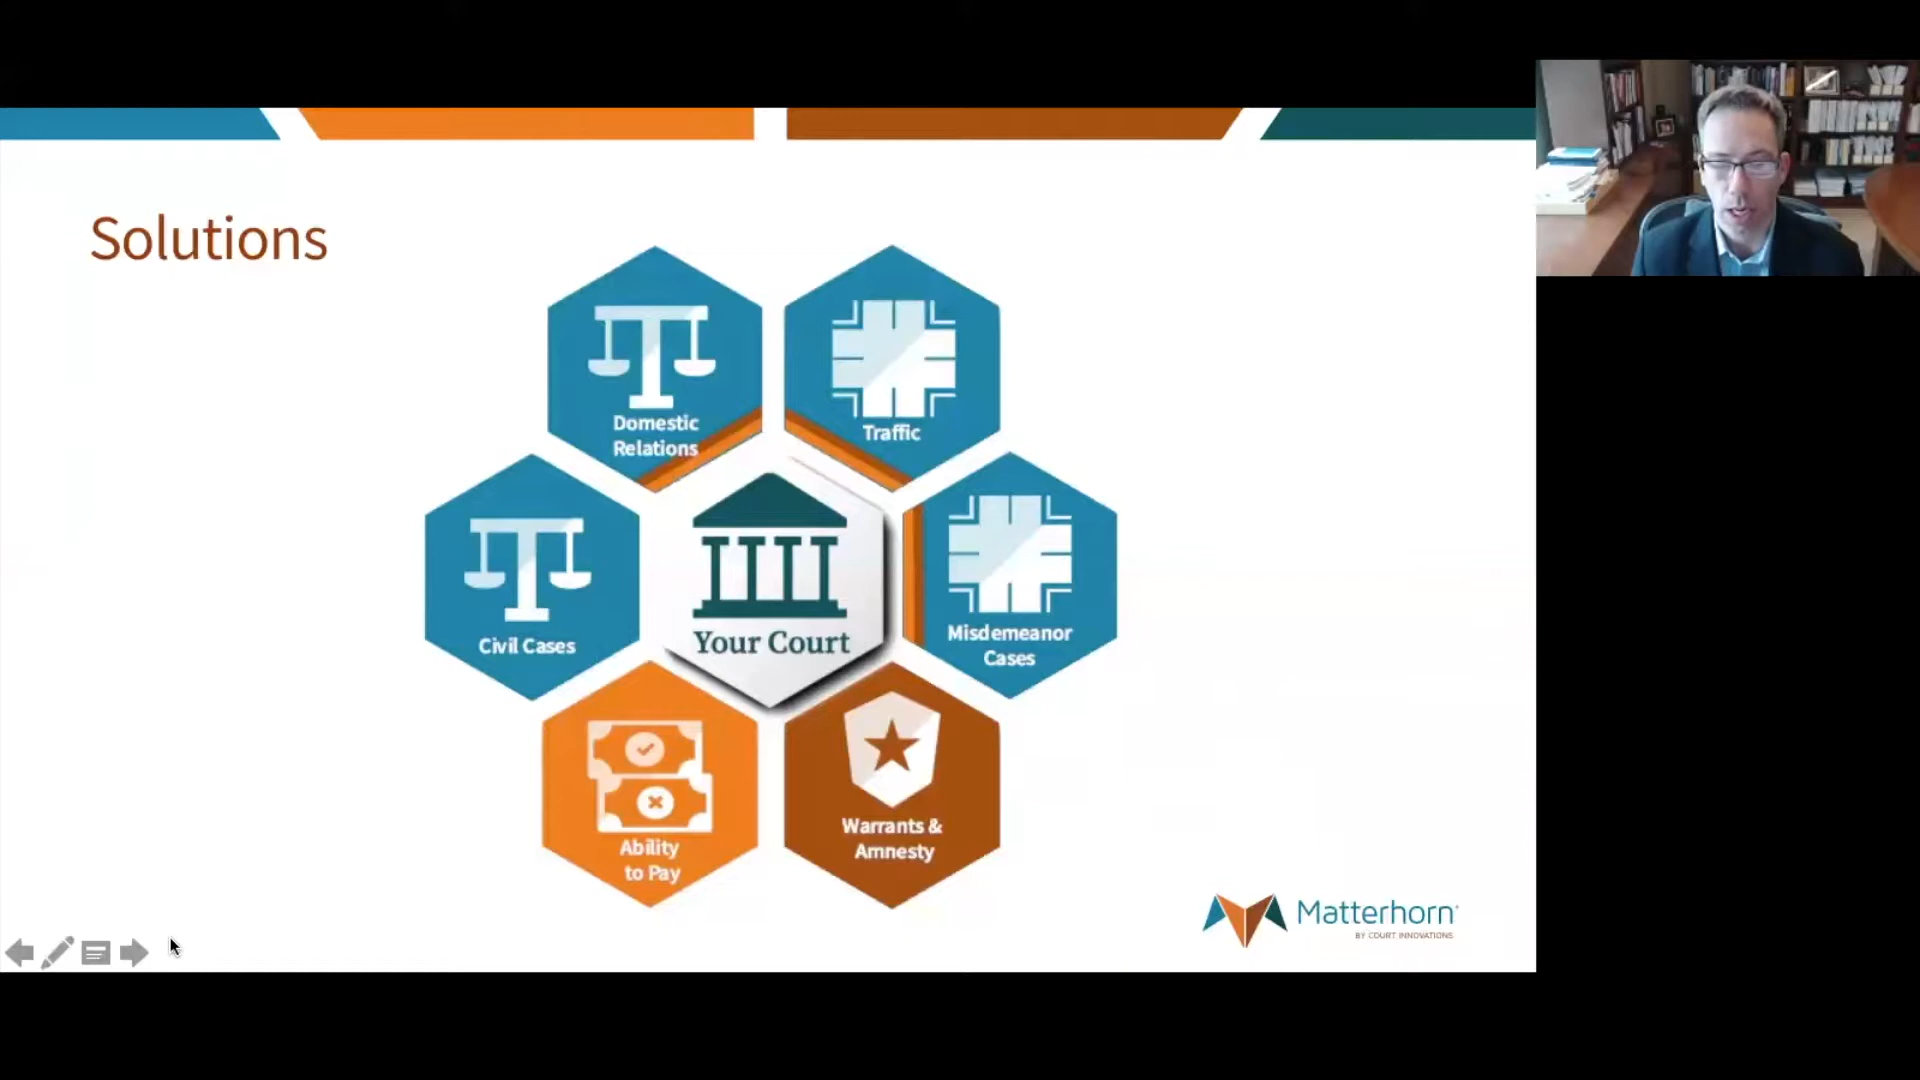 Solutions
Domestic
Relations
Traffic
Civil Cases
Your Court
Misdemeanor
Cases
Ability
to Pay
Warrants &
Amnesty
Matterhorn
BY COURT INNOVATIONS